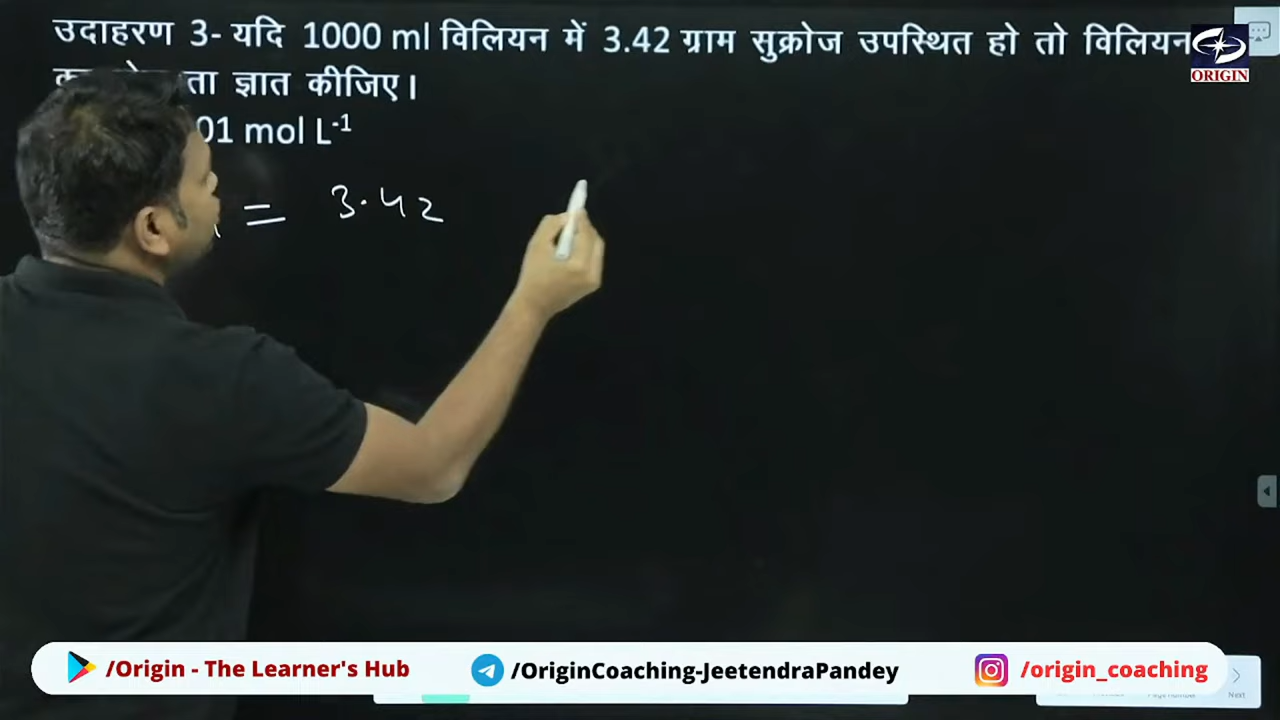 उदाहरण 3- यदि 1000 ml विलियन में 3.42 ग्राम सुक्रोज उपस्थित हो तो विलियन
ज्ञात कीजिए।
01 mol L⁻¹
= 3.42
ORIGIN
/Origin - The Learner's Hub
/OriginCoaching-JeetendraPandey
/origin_coaching
Next